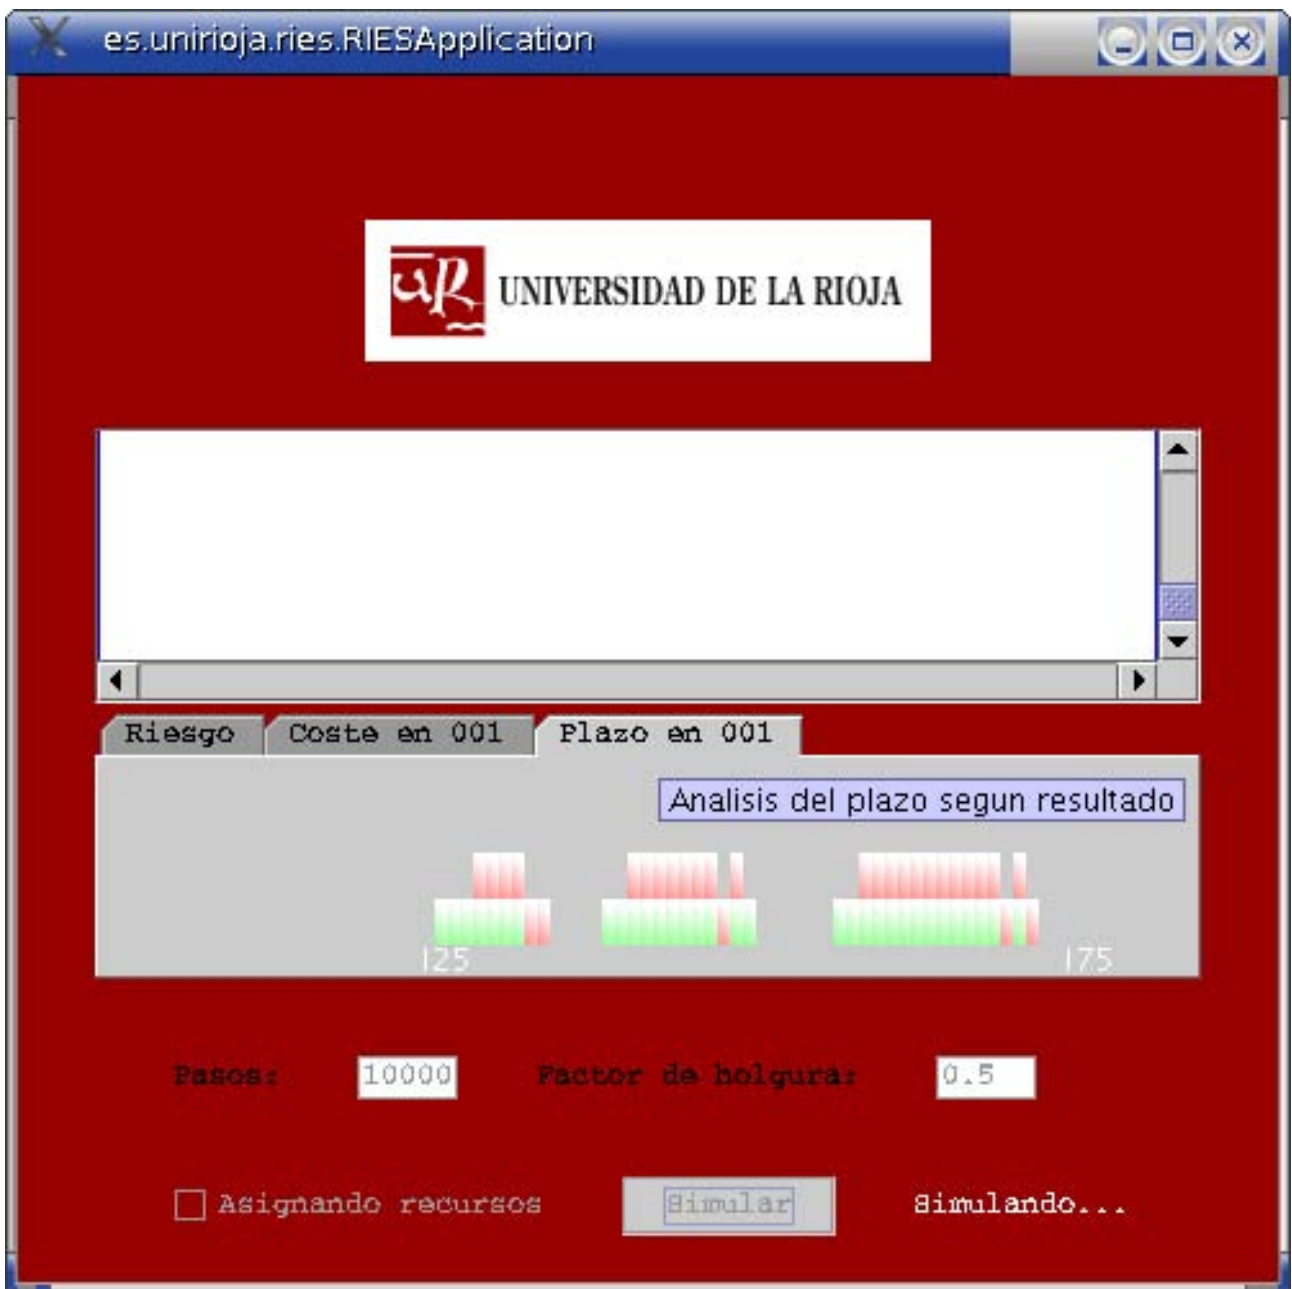 es.unirioja.ries.RIESApplication
uR UNIVERSIDAD DE LA RIOJA
Riesgo Coste en 001 Plazo en 001
Analisis del plazo segun resultado
125 175
Pasos: 10000 Factor de holgura: 0.5
Asignando recursos Simular Simulando...